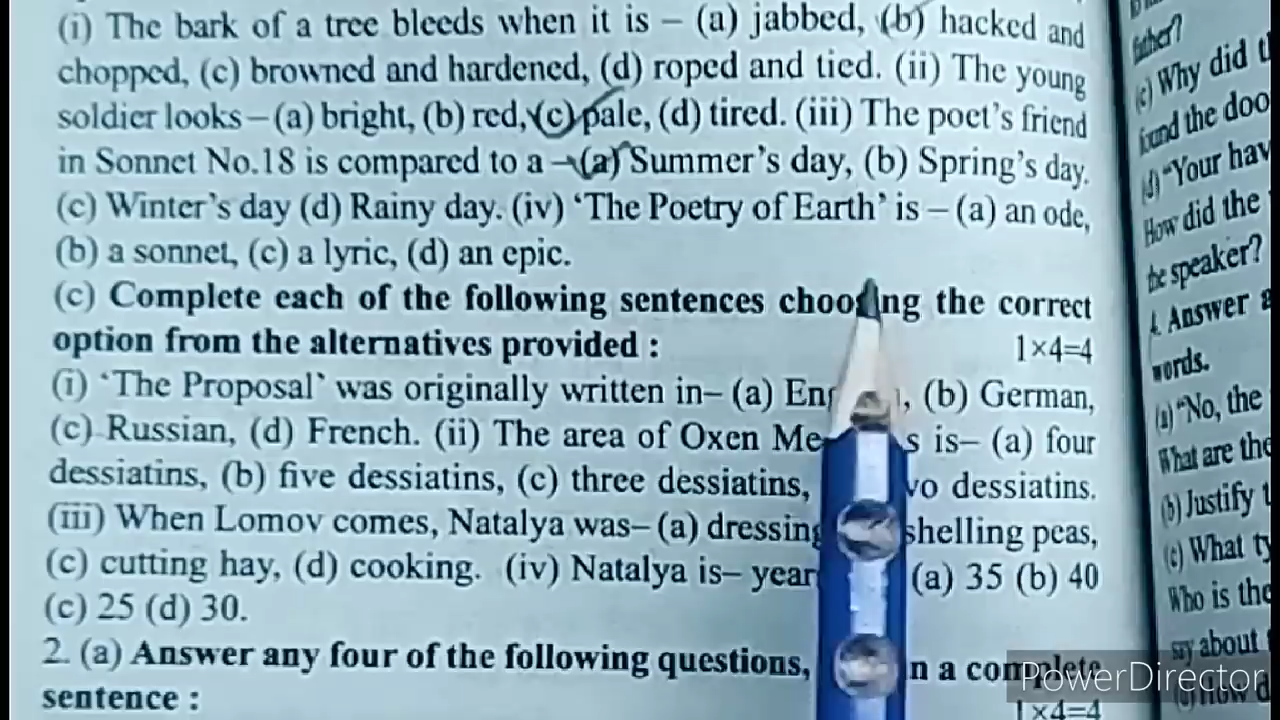 (i) The bark of a tree bleeds when it is – (a) jabbed, (b) hacked and
chopped, (c) browned and hardened, (d) roped and tied. (ii) The young
soldier looks – (a) bright, (b) red, (c) pale, (d) tired. (iii) The poet's friend
in Sonnet No.18 is compared to a – (a) Summer's day, (b) Spring's day.
(c) Winter's day (d) Rainy day. (iv) 'The Poetry of Earth' is – (a) an ode,
(b) a sonnet, (c) a lyric, (d) an epic.
(c) Complete each of the following sentences choosing the correct
option from the alternatives provided : 1×4=4
(i) 'The Proposal' was originally written in– (a) (b) German,
(c) Russian, (d) French. (ii) The area of Oxen is– (a) four
dessiatins, (b) five dessiatins, (c) three dessiatins, dessiatins.
(iii) When Lomov comes, Natalya was– (a) dressing shelling peas,
(c) cutting hay, (d) cooking. (iv) Natalya is– (a) 35 (b) 40
(c) 25 (d) 30.
2. (a) Answer any four of the following questions, a complete
sentence : 1×4=4
father?
(c) Why did
found the
(d) "Your
How did the
the speaker?
4. Answer
words.
(a) "No, the
What are the
(b) Justify
(c) What
Who is the
say about
How
PowerDirector